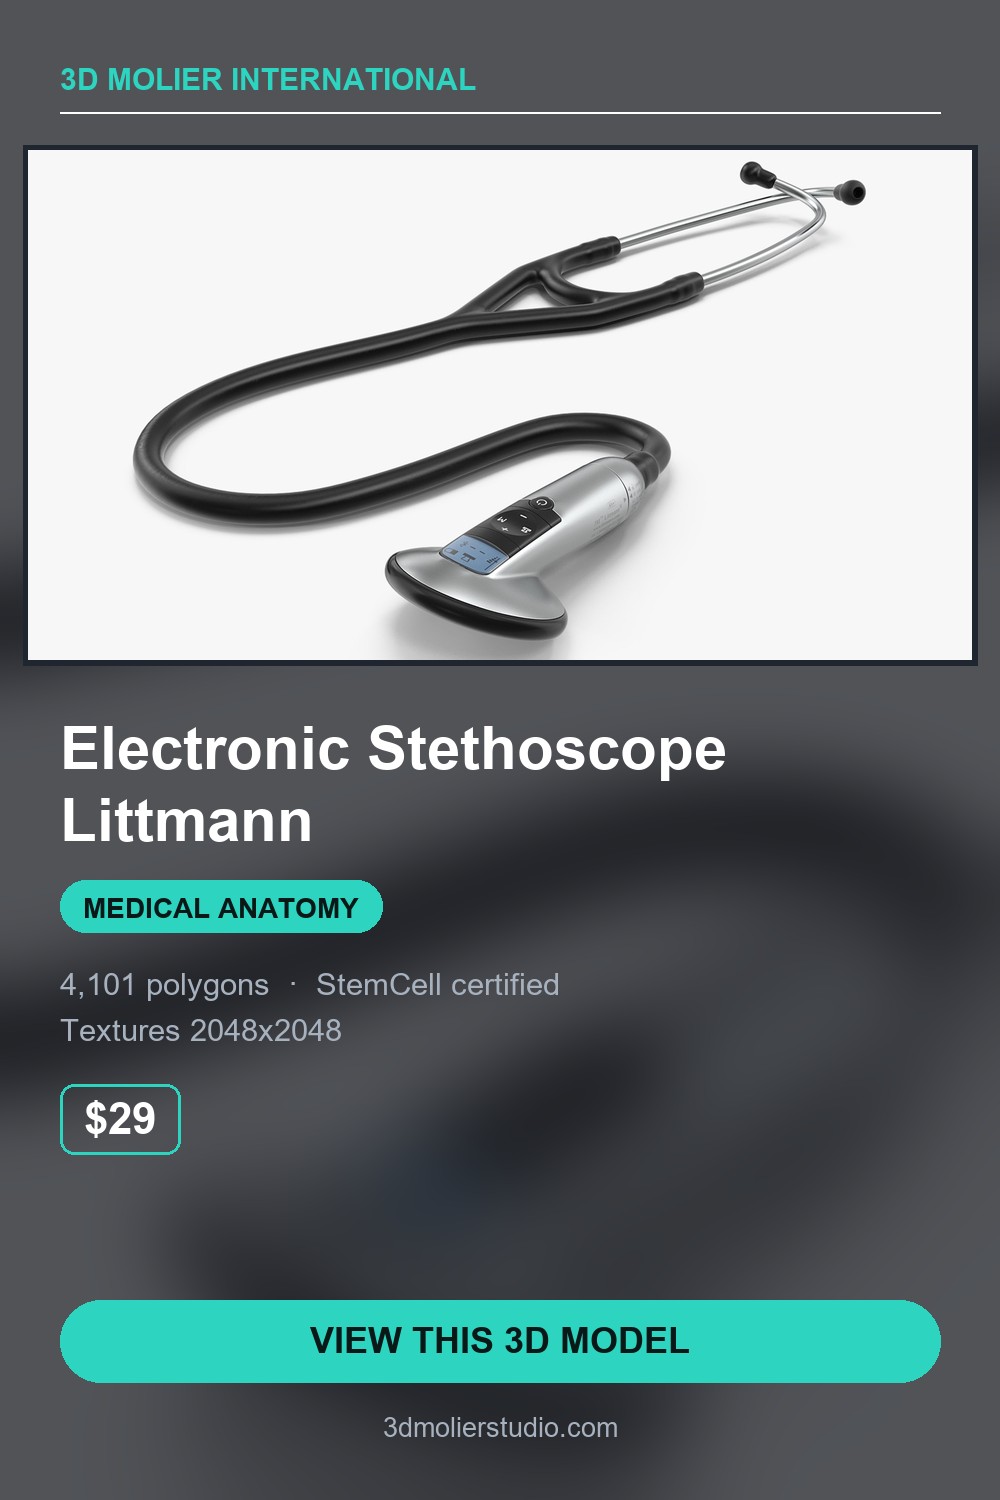 3D MOLIER INTERNATIONAL
Electronic Stethoscope
Littmann
MEDICAL ANATOMY
4,101 polygons · StemCell certified
Textures 2048x2048
$29
VIEW THIS 3D MODEL
3dmolierstudio.com